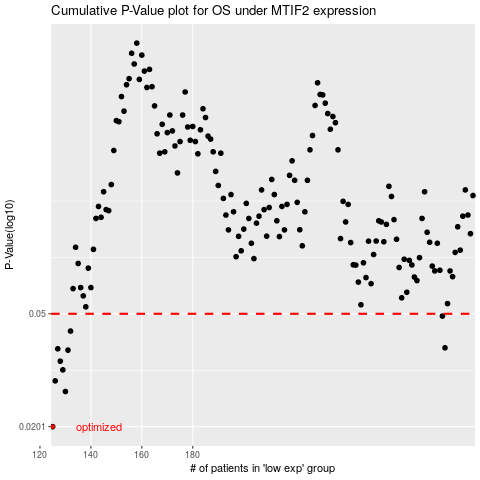 Cumulative P-Value plot for OS under MTIF2 expression
P-Value(log10)
0.05
0.0201
optimized
120 140 160 180
# of patients in 'low exp' group